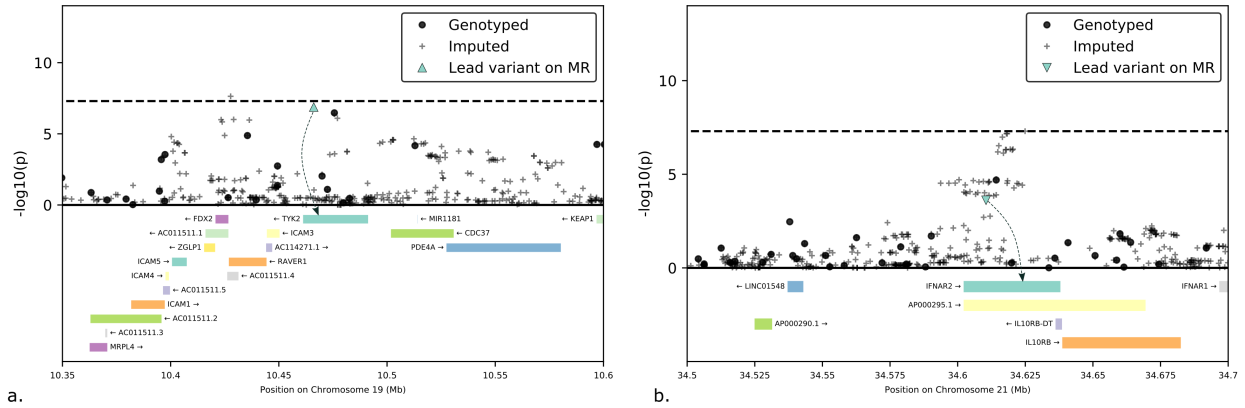 Genotyped
Imputed
Lead variant on MR
10
5
0
-log10(p)
← FDX2
← TYK2
← MIR1181
KEAP1 →
← AC011511.1
← ICAM3
← CDC37
← ZGLP1
AC114271.1 →
PDE4A →
ICAM5 →
← RAVER1
ICAM4 →
← AC011511.4
← AC011511.5
ICAM1 →
← AC011511.2
← AC011511.3
MRPL4 →
10.35
10.4
10.45
10.5
10.55
10.6
Position on Chromosome 19 (Mb)
a.
Genotyped
Imputed
Lead variant on MR
10
5
0
-log10(p)
← LINC01548
IFNAR2 →
IFNAR1 →
AP000295.1 →
AP000290.1 →
← IL10RB-DT
IL10RB →
34.5
34.525
34.55
34.575
34.6
34.625
34.65
34.675
34.7
Position on Chromosome 21 (Mb)
b.